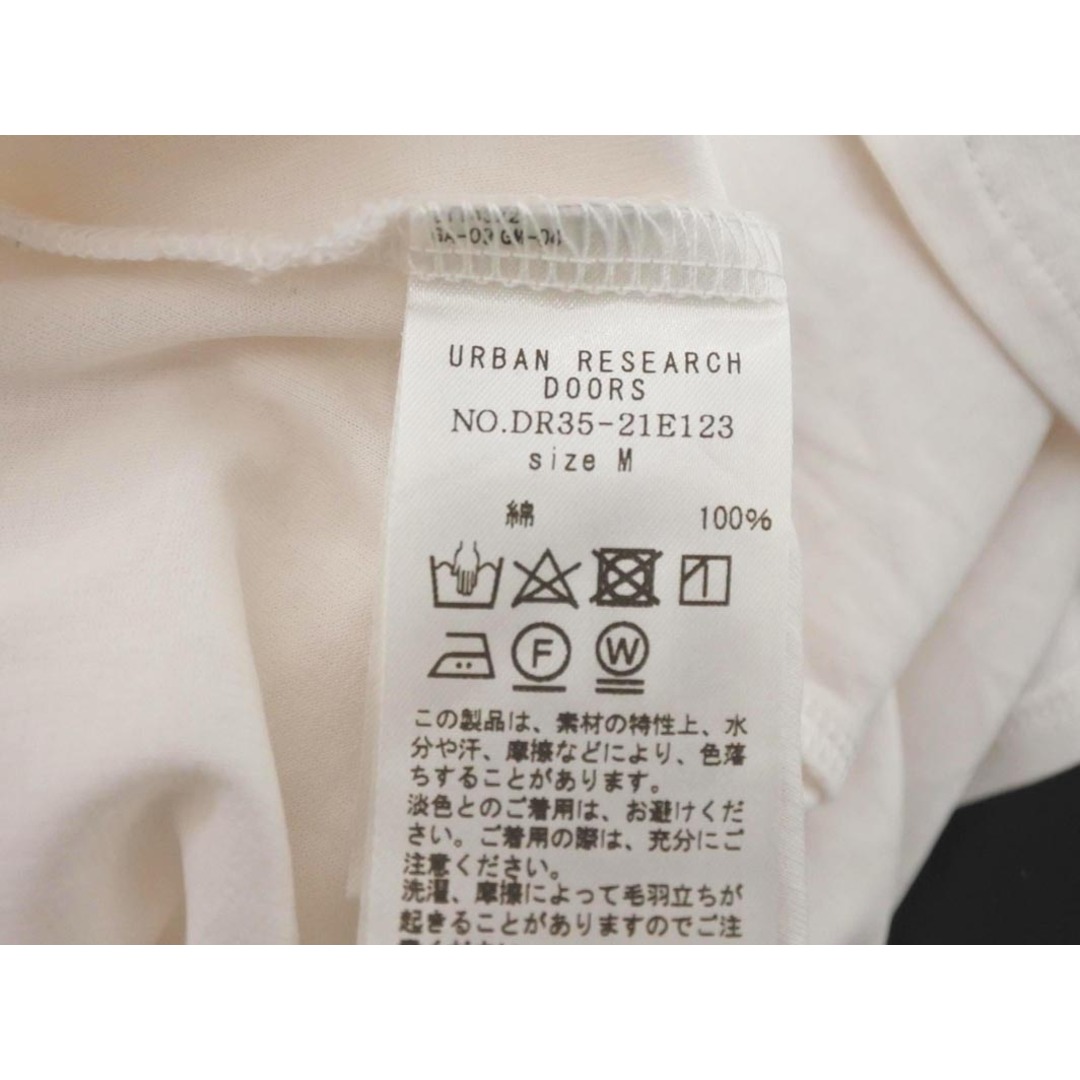 URBAN RESEARCH
DOORS
NO.DR35-21E123
size M
綿 100%
F W
この製品は、素材の特性上、水
分や汗、摩擦などにより、色落
ちすることがあります。
淡色とのご着用は、お避けくだ
さい。ご着用の際は、充分にご
注意ください。
洗濯、摩擦によって毛羽立ちが
起きることがありますのでご注